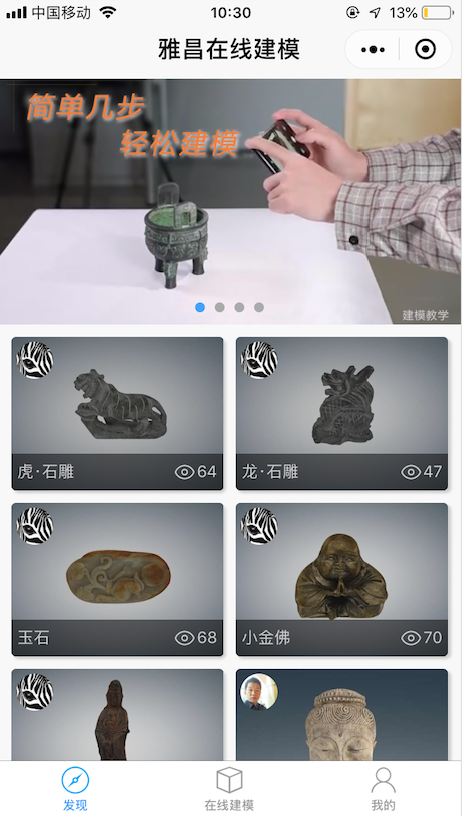 中国移动
10:30
13%
雅昌在线建模
简单几步
轻松建模
建模教学
虎·石雕
64
龙·石雕
47
玉石
68
小金佛
70
发现
在线建模
我的